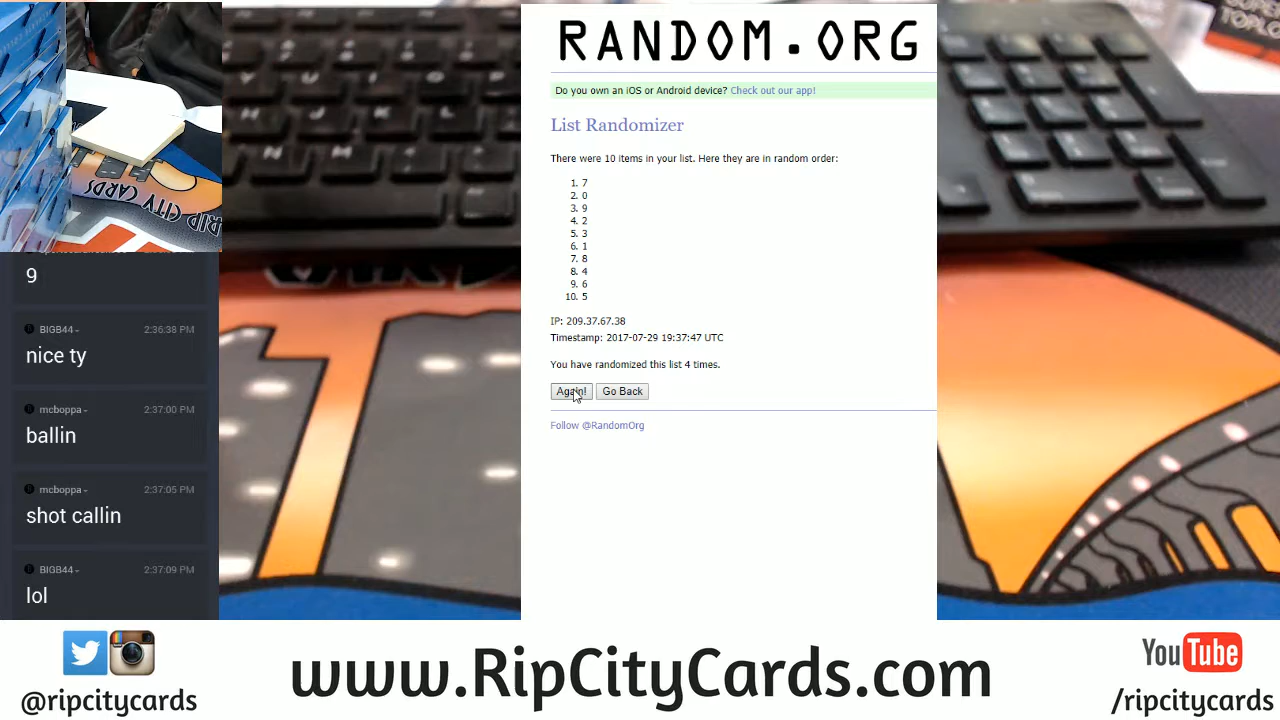 RANDOM.ORG
Do you own an iOS or Android device? Check out our app!
List Randomizer
There were 10 items in your list. Here they are in random order:
1. 7
2. 0
3. 9
4. 2
5. 3
6. 1
7. 8
8. 4
9. 6
10. 5
IP: 209.37.67.38
Timestamp: 2017-07-29 19:37:47 UTC
You have randomized this list 4 times.
Again! Go Back
Follow @RandomOrg
RIP CITY CARDS
9
BIGB44 2:36:38 PM
nice ty
mcboppa 2:37:00 PM
ballin
mcboppa 2:37:05 PM
shot callin
BIGB44 2:37:09 PM
lol
@ripcitycards
www.RipCityCards.com
YouTube
/ripcitycards